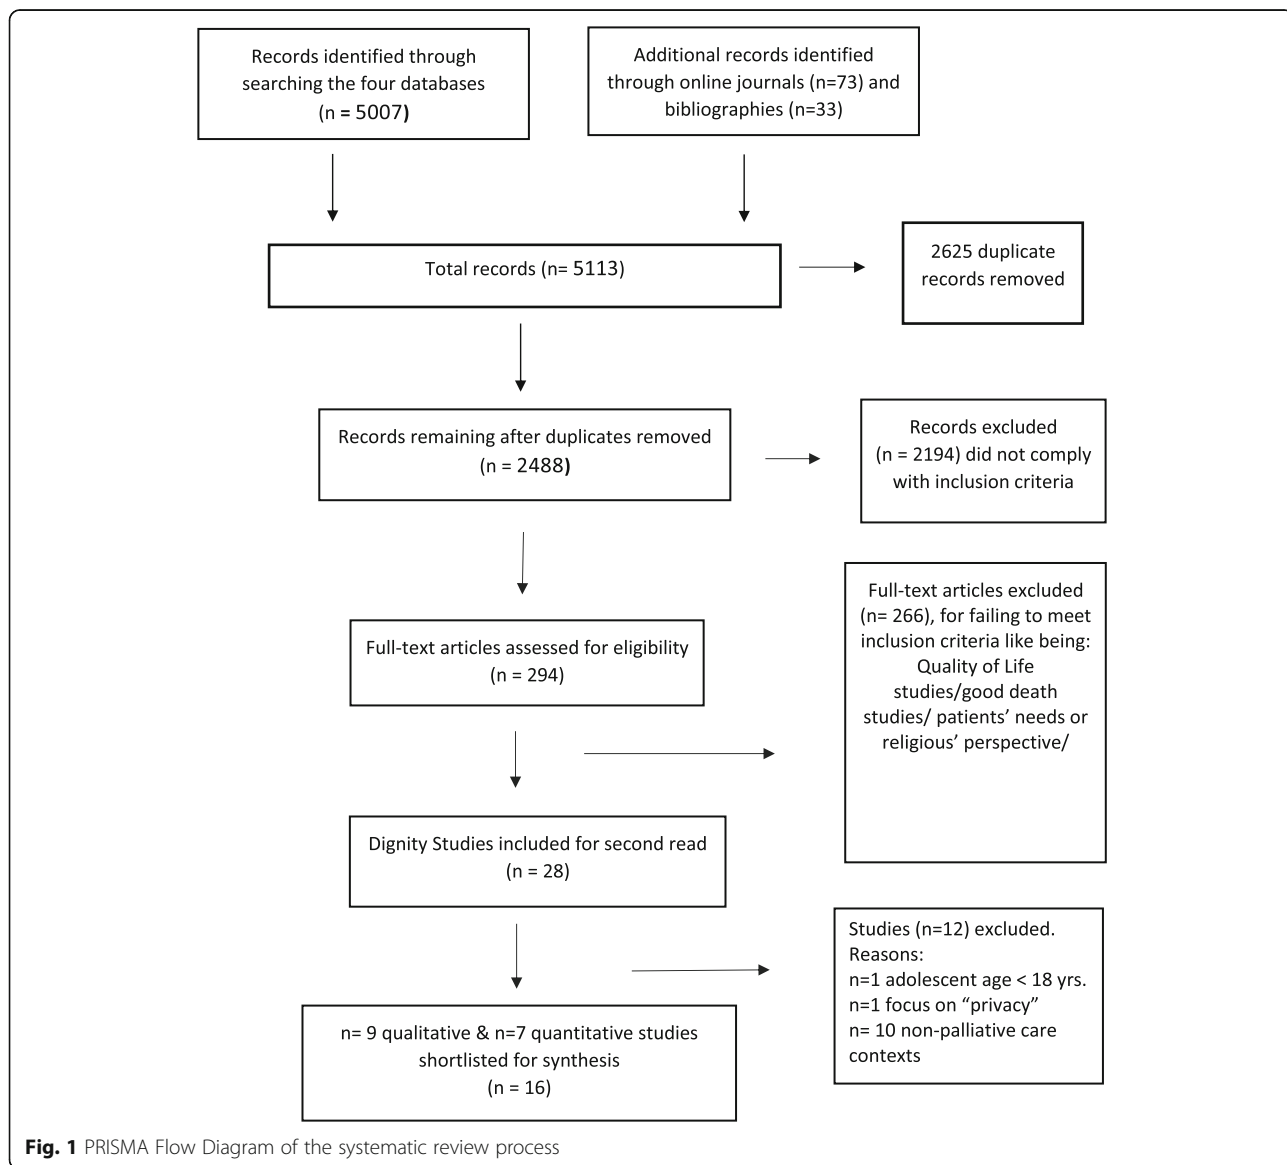 Records identified through
searching the four databases
(n = 5007)
Additional records identified
through online journals (n=73) and
bibliographies (n=33)
Total records (n= 5113)
2625 duplicate
records removed
Records remaining after duplicates removed
(n = 2488)
Records excluded
(n = 2194) did not comply
with inclusion criteria
Full-text articles assessed for eligibility
(n = 294)
Full-text articles excluded
(n= 266), for failing to meet
inclusion criteria like being:
Quality of Life
studies/good death
studies/ patients’ needs or
religious’ perspective/
Dignity Studies included for second read
(n = 28)
Studies (n=12) excluded.
Reasons:
n=1 adolescent age < 18 yrs.
n=1 focus on “privacy”
n= 10 non-palliative care
contexts
n= 9 qualitative & n=7 quantitative studies
shortlisted for synthesis
(n = 16)
Fig. 1 PRISMA Flow Diagram of the systematic review process